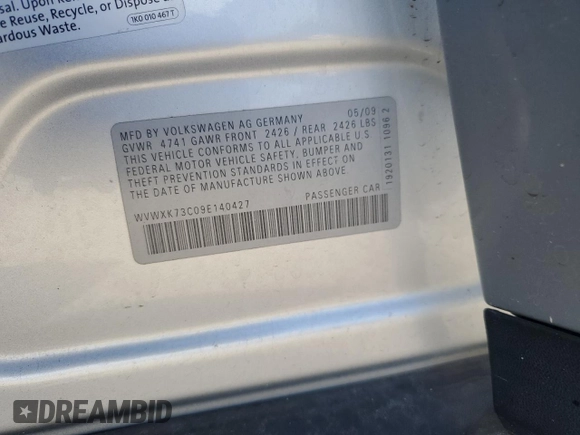 sal. Upon
e Reuse, Recycle, or Dispose
ardous Waste.
1K0 010 467 T
MFD BY VOLKSWAGEN AG GERMANY 05/09
GVWR 4741 GAWR FRONT 2426 / REAR 2426 LBS
THIS VEHICLE CONFORMS TO ALL APPLICABLE U S
FEDERAL MOTOR VEHICLE SAFETY, BUMPER AND
THEFT PREVENTION STANDARDS IN EFFECT ON
THE DATE OF MANUFACTURE SHOWN ABOVE.
WVWXK73C09E140427 PASSENGER CAR
1920131 1096 2
DREAMBID